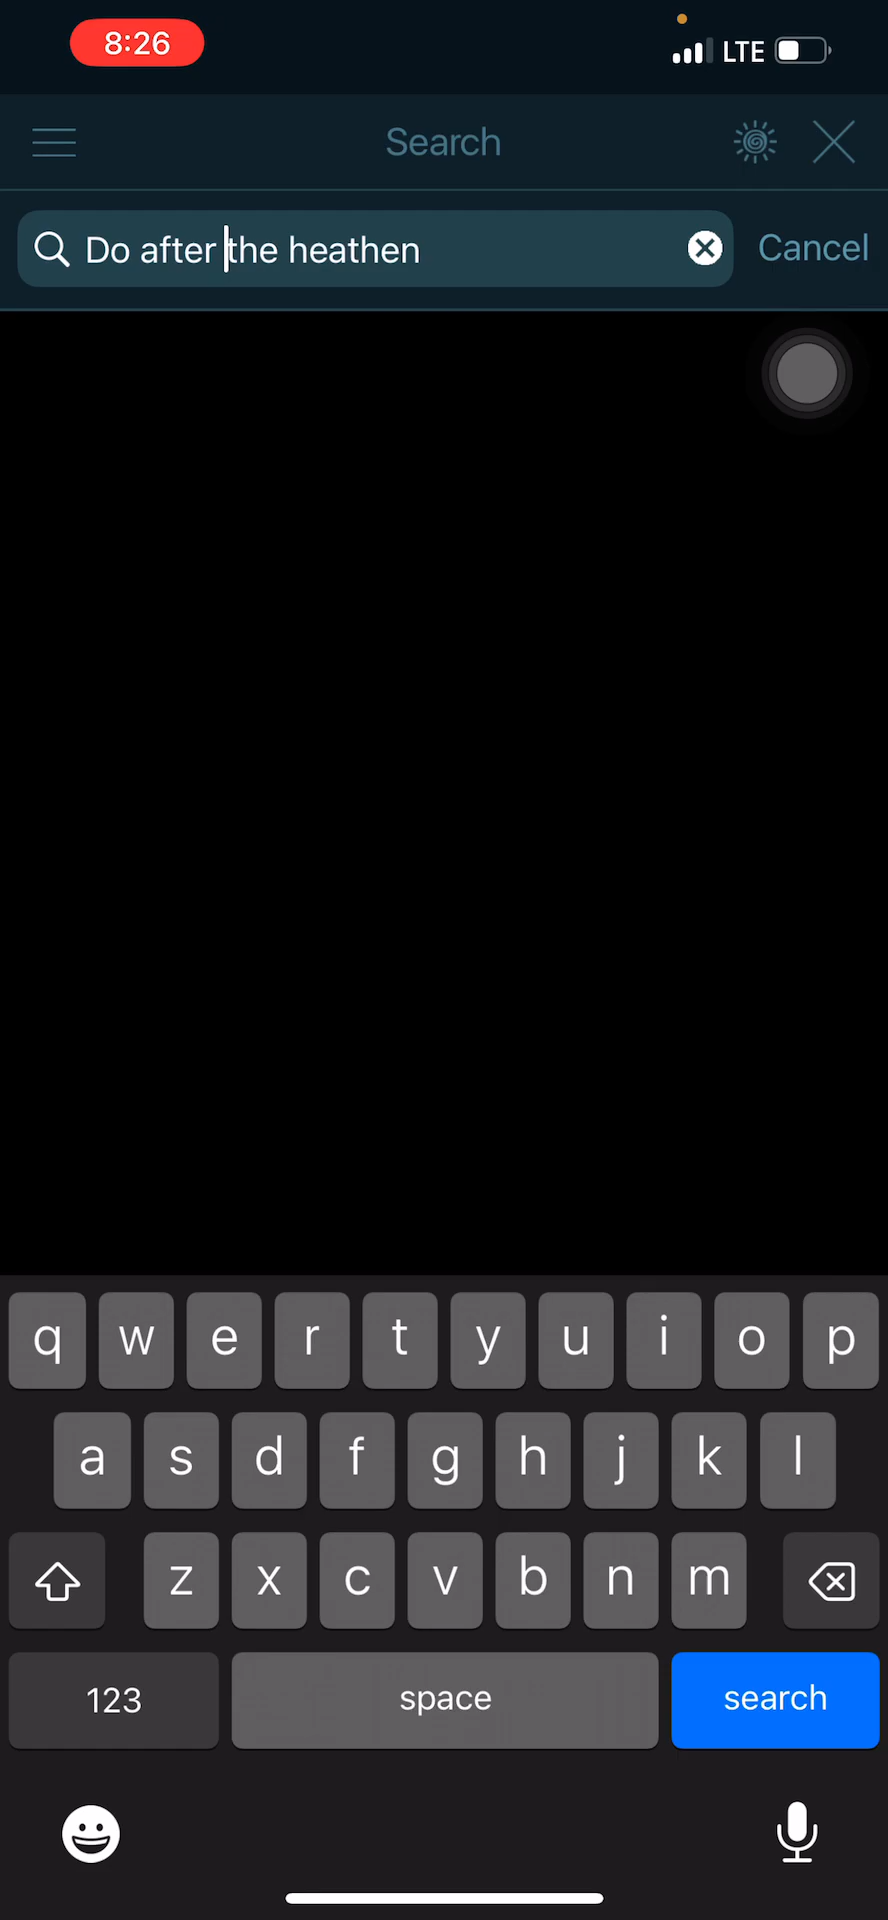 8:26 LTE
Search
Do after the heathen Cancel
q w e r t y u i o p
a s d f g h j k l
z x c v b n m
123 space search